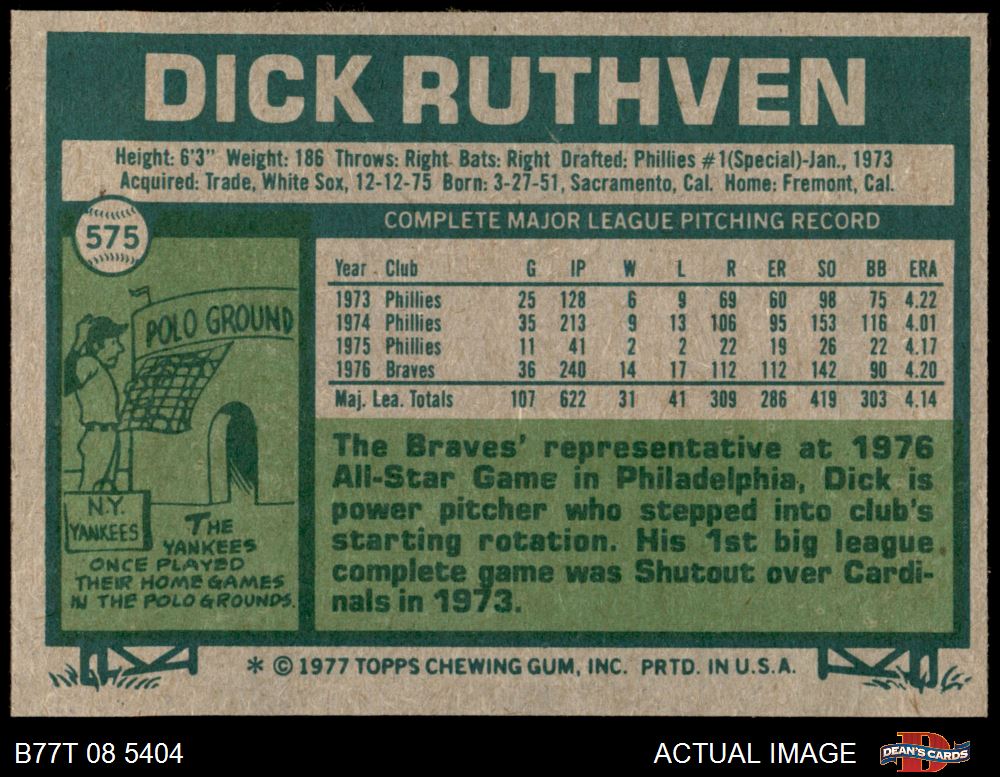 DICK RUTHVEN
Height: 6'3" Weight: 186 Throws: Right Bats: Right Drafted: Phillies #1(Special)-Jan., 1973
Acquired: Trade, White Sox, 12-12-75 Born: 3-27-51, Sacramento, Cal. Home: Fremont, Cal.
575
COMPLETE MAJOR LEAGUE PITCHING RECORD
Year Club G IP W L R ER SO BB ERA
1973 Phillies 25 128 6 9 69 60 98 75 4.22
1974 Phillies 35 213 9 13 106 95 153 116 4.01
1975 Phillies 11 41 2 2 22 19 26 22 4.17
1976 Braves 36 240 14 17 112 112 142 90 4.20
Maj. Lea. Totals 107 622 31 41 309 286 419 303 4.14
POLO GROUND
N.Y.
YANKEES
THE
YANKEES
ONCE PLAYED
THEIR HOME GAMES
IN THE POLO GROUNDS.
The Braves' representative at 1976
All-Star Game in Philadelphia, Dick is
power pitcher who stepped into club's
starting rotation. His 1st big league
complete game was Shutout over Cardi-
nals in 1973.
* © 1977 TOPPS CHEWING GUM, INC. PRTD. IN U.S.A.
B77T 08 5404
ACTUAL IMAGE
DEAN'S CARDS